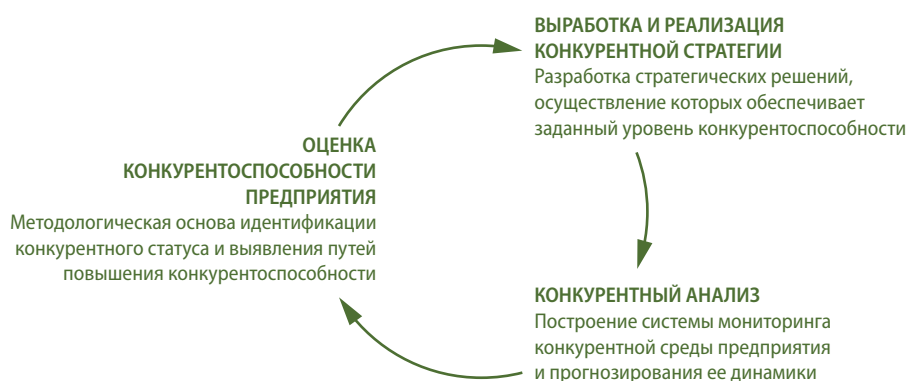 ВЫРАБОТКА И РЕАЛИЗАЦИЯ
КОНКУРЕНТНОЙ СТРАТЕГИИ
Разработка стратегических решений,
осуществление которых обеспечивает
заданный уровень конкурентоспособности
ОЦЕНКА
КОНКУРЕНТОСПОСОБНОСТИ
ПРЕДПРИЯТИЯ
Методологическая основа идентификации
конкурентного статуса и выявления путей
повышения конкурентоспособности
КОНКУРЕНТНЫЙ АНАЛИЗ
Построение системы мониторинга
конкурентной среды предприятия
и прогнозирования ее динамики